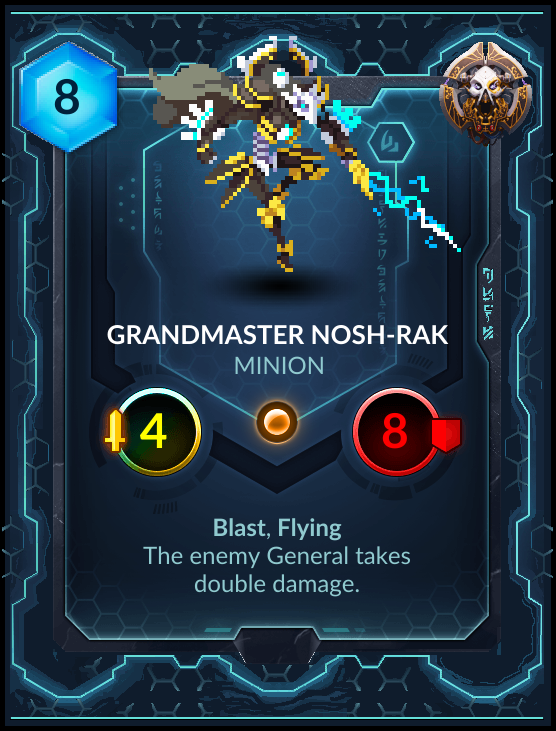 8
GRANDMASTER NOSH-RAK
MINION
4
8
Blast, Flying
The enemy General takes
double damage.